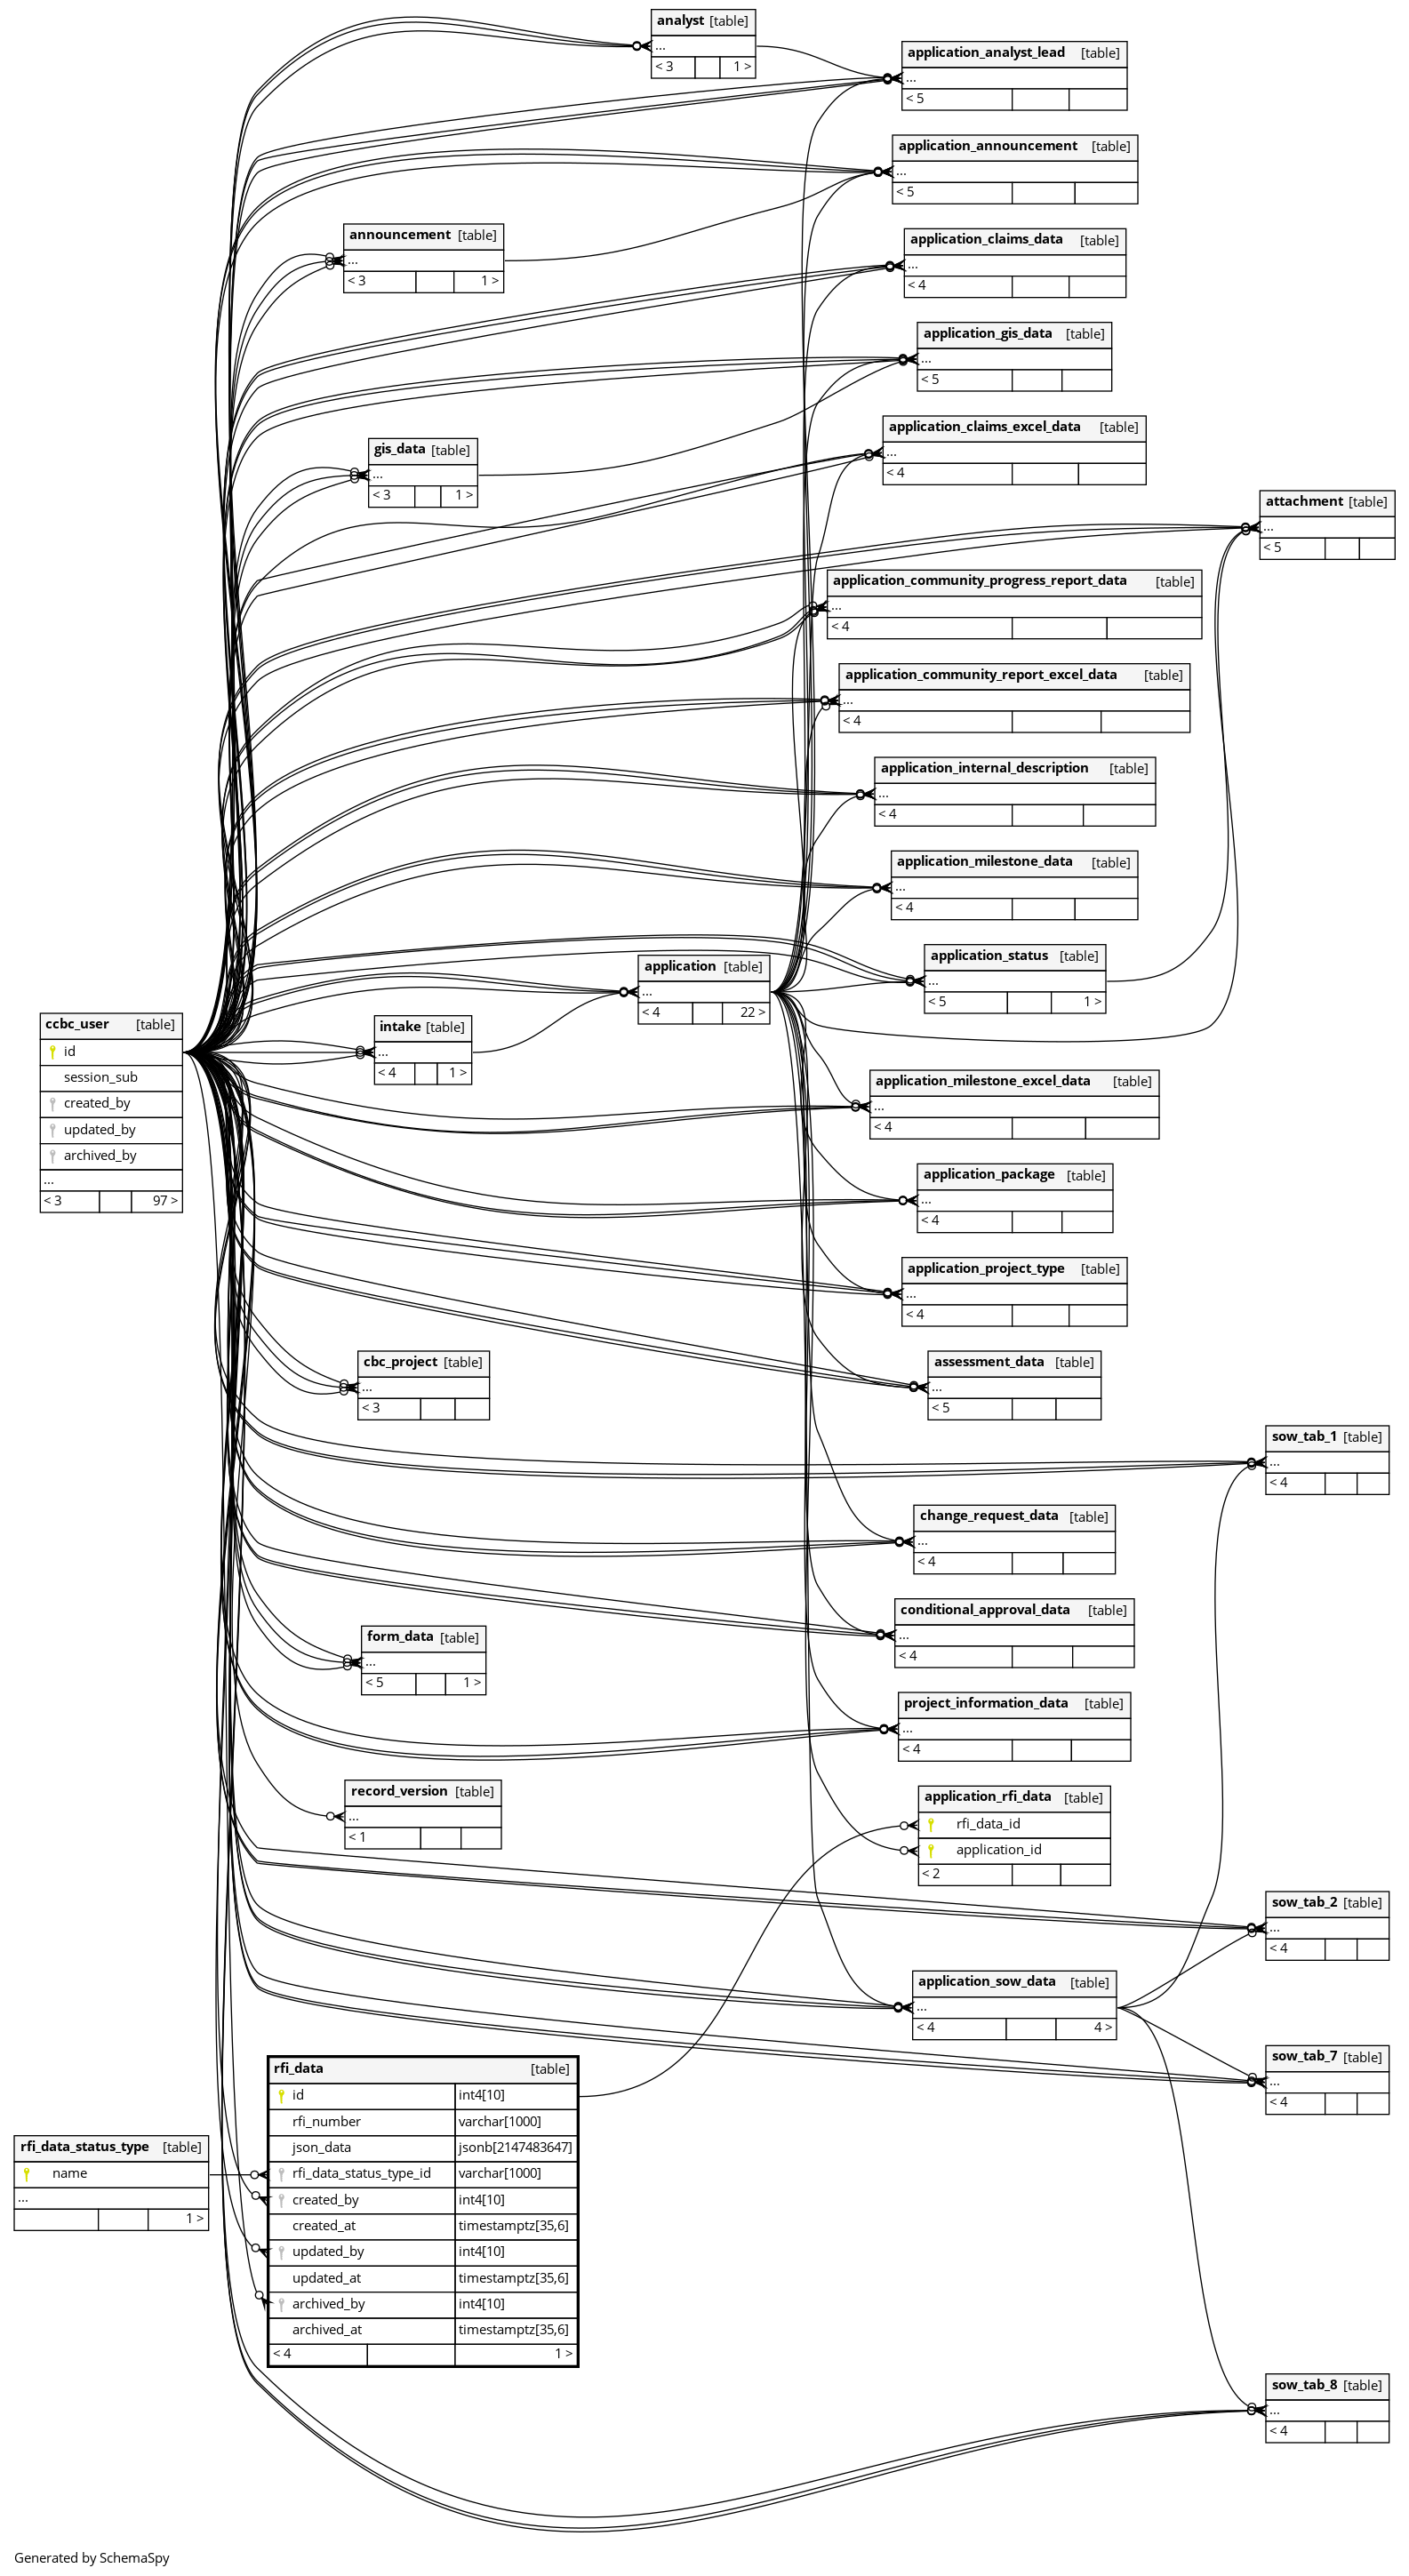 analyst [table]
...
< 3 1 >
application_analyst_lead [table]
...
< 5
application_announcement [table]
...
< 5
announcement [table]
...
< 3 1 >
application_claims_data [table]
...
< 4
application_gis_data [table]
...
< 5
gis_data [table]
...
< 3 1 >
application_claims_excel_data [table]
...
< 4
attachment [table]
...
< 5
application_community_progress_report_data [table]
...
< 4
application_community_report_excel_data [table]
...
< 4
application_internal_description [table]
...
< 4
application_milestone_data [table]
...
< 4
application_status [table]
...
< 5 1 >
application [table]
...
< 4 22 >
ccbc_user [table]
id
session_sub
created_by
updated_by
archived_by
...
< 3 97 >
intake [table]
...
< 4 1 >
application_milestone_excel_data [table]
...
< 4
application_package [table]
...
< 4
application_project_type [table]
...
< 4
cbc_project [table]
...
< 3
assessment_data [table]
...
< 5
sow_tab_1 [table]
...
< 4
change_request_data [table]
...
< 4
conditional_approval_data [table]
...
< 4
form_data [table]
...
< 5 1 >
project_information_data [table]
...
< 4
record_version [table]
...
< 1
application_rfi_data [table]
rfi_data_id
application_id
< 2
sow_tab_2 [table]
...
< 4
application_sow_data [table]
...
< 4 4 >
sow_tab_7 [table]
...
< 4
rfi_data [table]
id int4[10]
rfi_number varchar[1000]
json_data jsonb[2147483647]
rfi_data_status_type_id varchar[1000]
created_by int4[10]
created_at timestamptz[35,6]
updated_by int4[10]
updated_at timestamptz[35,6]
archived_by int4[10]
archived_at timestamptz[35,6]
< 4 1 >
rfi_data_status_type [table]
name
...
1 >
sow_tab_8 [table]
...
< 4
Generated by SchemaSpy